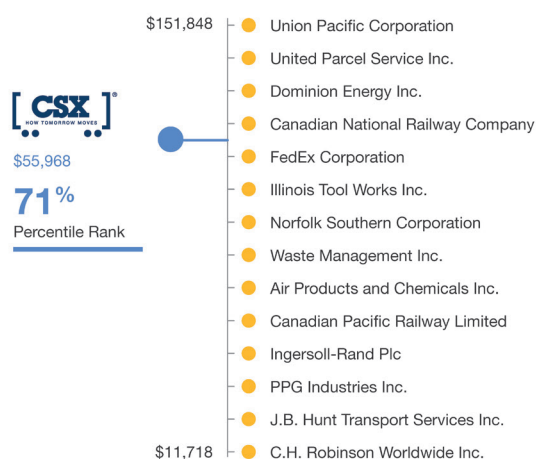 $151,848
Union Pacific Corporation
United Parcel Service Inc.
Dominion Energy Inc.
[CSX]®
HOW TOMORROW MOVES
Canadian National Railway Company
$55,968
FedEx Corporation
71%
Illinois Tool Works Inc.
Percentile Rank
Norfolk Southern Corporation
Waste Management Inc.
Air Products and Chemicals Inc.
Canadian Pacific Railway Limited
Ingersoll-Rand Plc
PPG Industries Inc.
J.B. Hunt Transport Services Inc.
$11,718
C.H. Robinson Worldwide Inc.